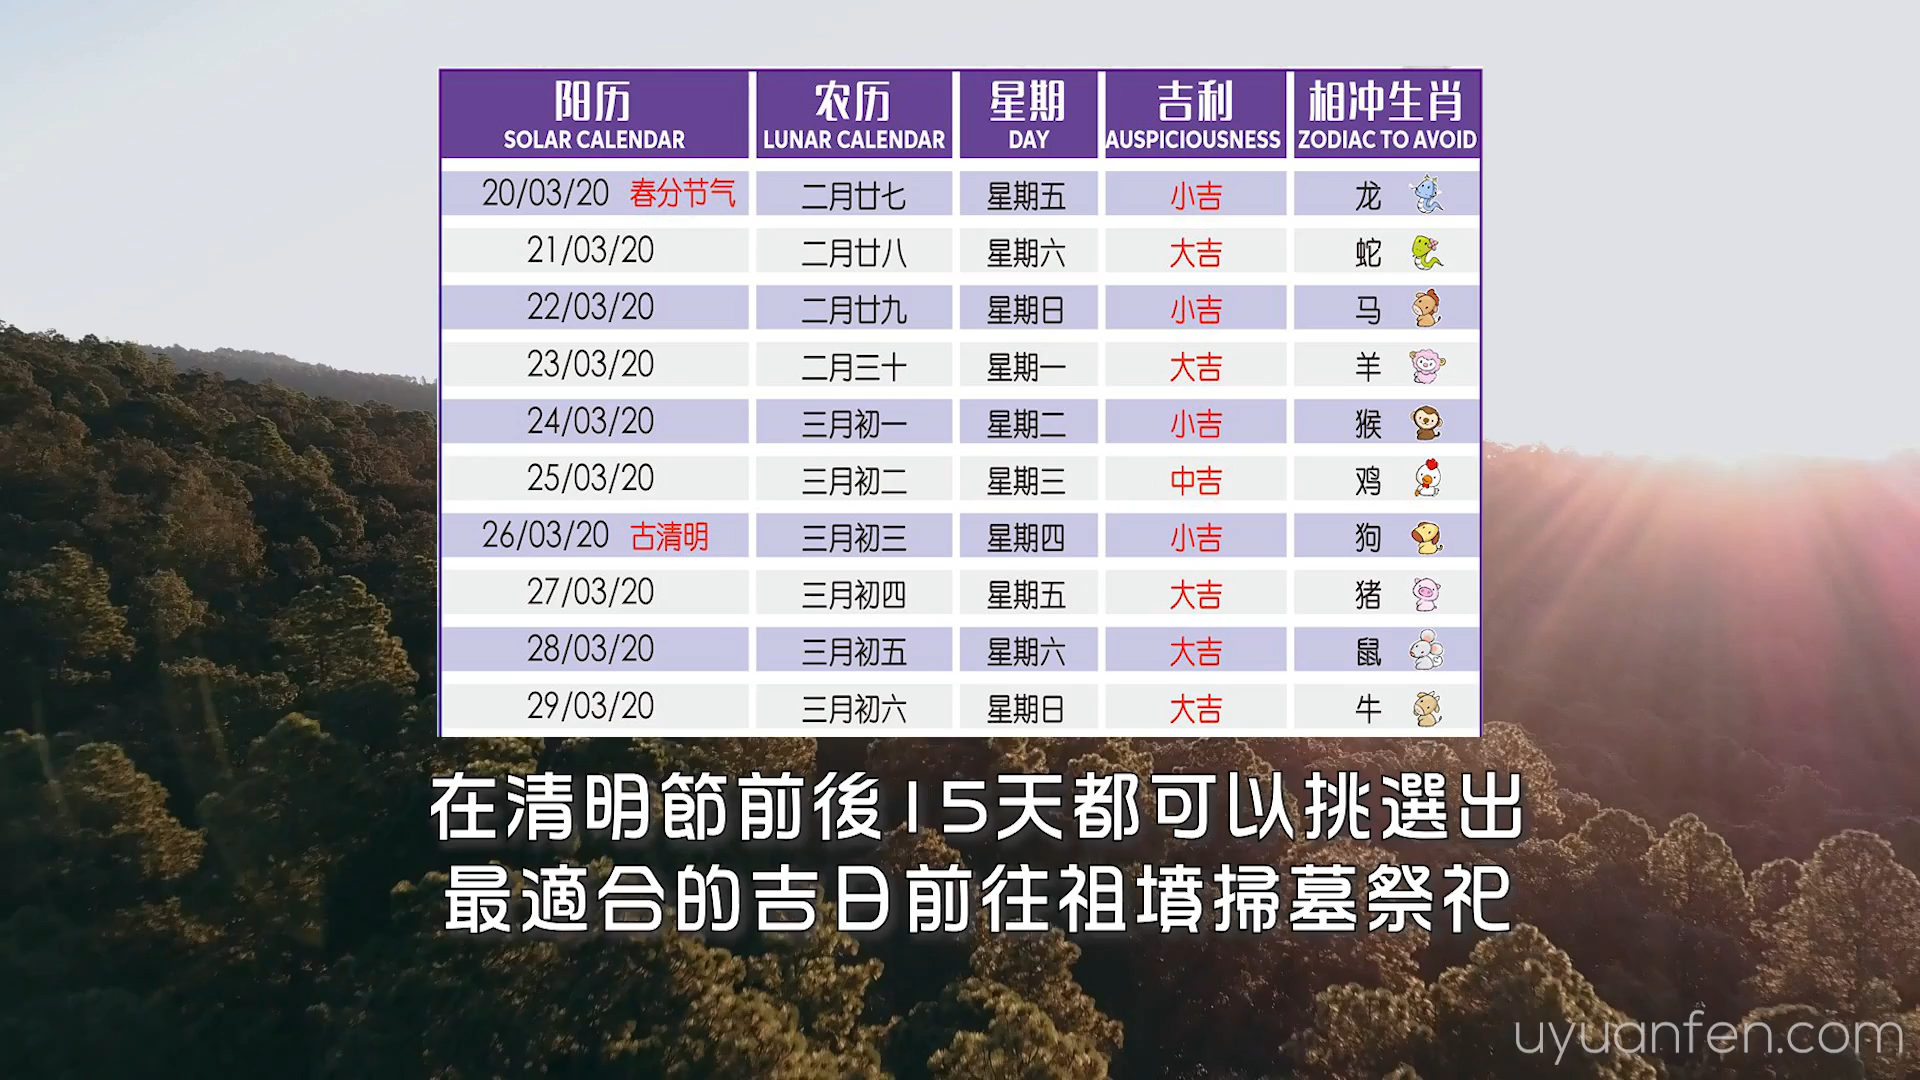 阳历 农历 星期 吉利 相冲生肖
SOLAR CALENDAR LUNAR CALENDAR DAY AUSPICIOUSNESS ZODIAC TO AVOID
20/03/20 春分节气 二月廿七 星期五 小吉 龙
21/03/20 二月廿八 星期六 大吉 蛇
22/03/20 二月廿九 星期日 小吉 马
23/03/20 二月三十 星期一 大吉 羊
24/03/20 三月初一 星期二 小吉 猴
25/03/20 三月初二 星期三 中吉 鸡
26/03/20 古清明 三月初三 星期四 小吉 狗
27/03/20 三月初四 星期五 大吉 猪
28/03/20 三月初五 星期六 大吉 鼠
29/03/20 三月初六 星期日 大吉 牛
在清明節前後15天都可以挑選出
最適合的吉日前往祖墳掃墓祭祀
uyuanfen.com